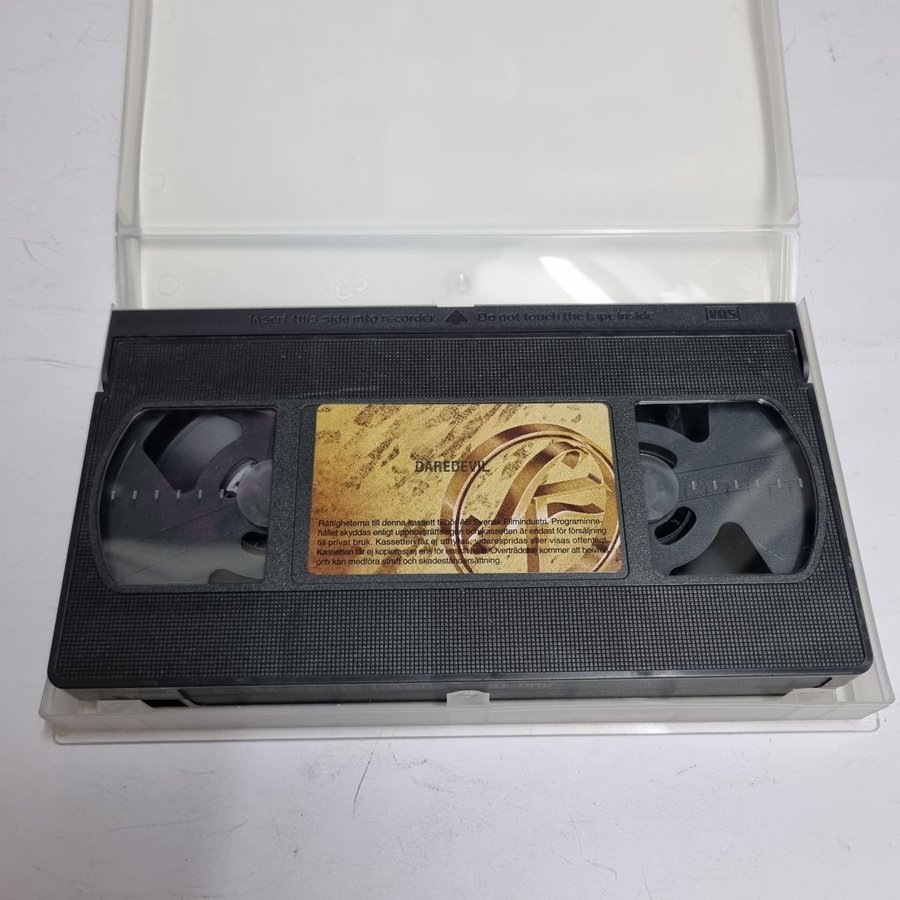 Insert this side into recorder Do not touch the tape inside VHS
DAREDEVIL
Rättigheterna till denna kassett tillhör AB Svensk Filmindustri. Programinne-
hållet skyddas enligt upphovsrättslagen och kassetten är endast för försäljning
till privat bruk. Kassetten får ej uthyras, vidarespridas eller visas offentligt.
Kassetten får ej kopieras, ej ens för enskilt bruk. Överträdelse kommer att beivras
och kan medföra straff och skadeståndsersättning.